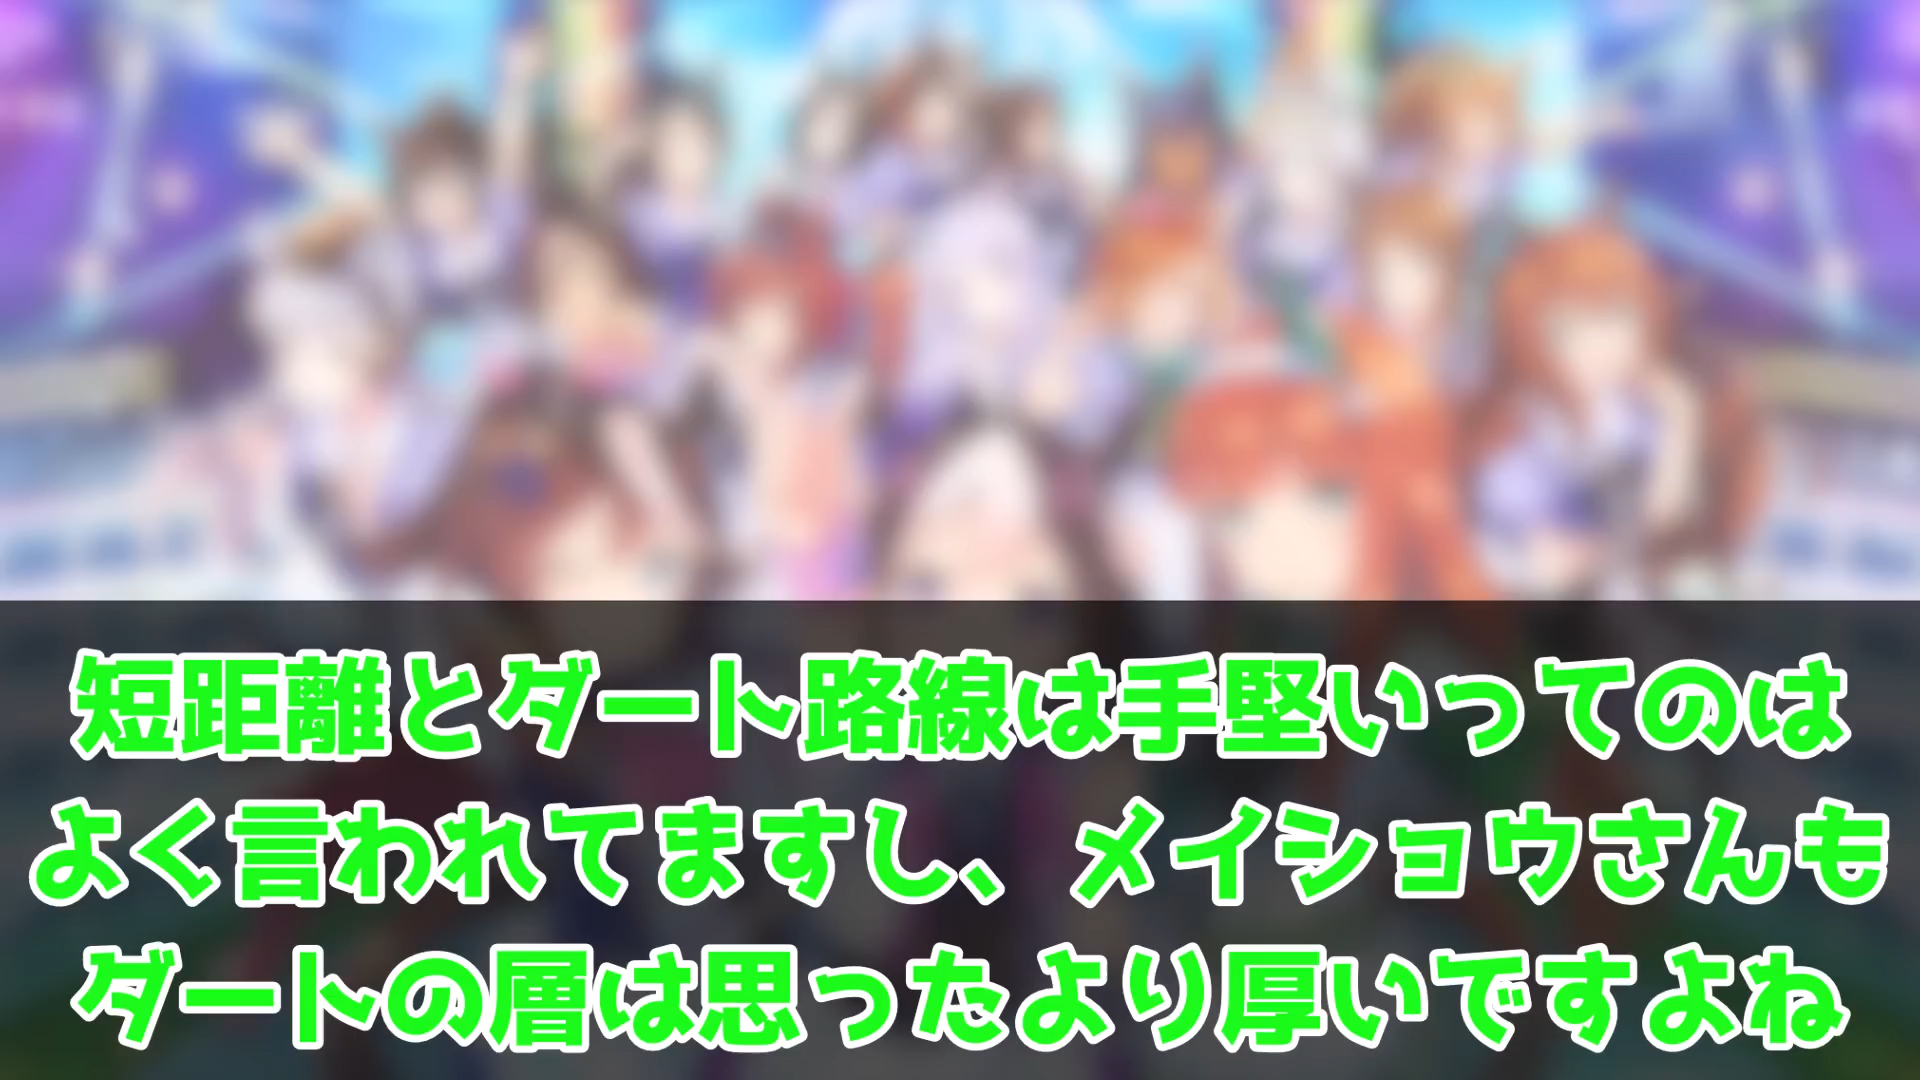 短距離とダート路線は手堅いってのは
よく言われてますし、メイショウさんも
ダートの層は思ったより厚いですよね